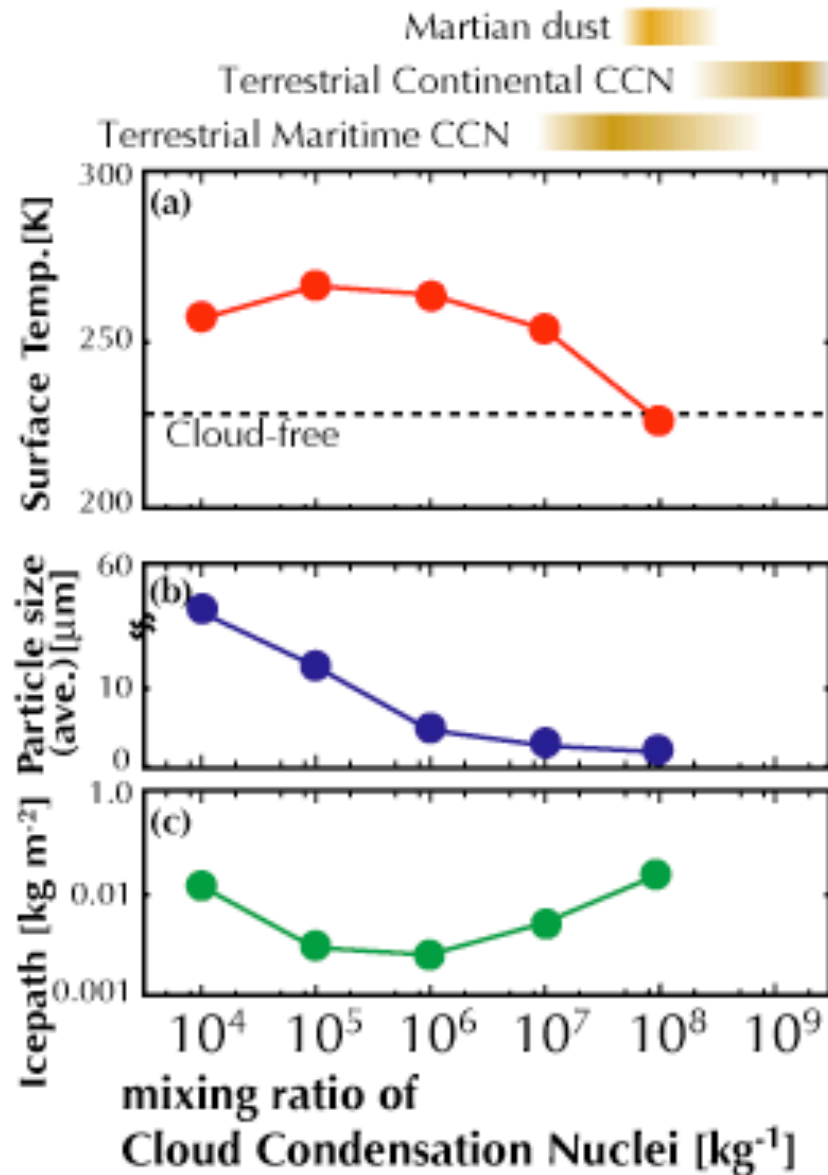 Martian dust
Terrestrial Continental CCN
Terrestrial Maritime CCN
300
(a)
250
Cloud-free
200
Surface Temp.[K]
60
(b)
10
0
Particle size
(ave.)[μm]
1.0
(c)
0.01
0.001
Icepath [kg m⁻²]
10⁴ 10⁵ 10⁶ 10⁷ 10⁸ 10⁹
mixing ratio of
Cloud Condensation Nuclei [kg⁻¹]